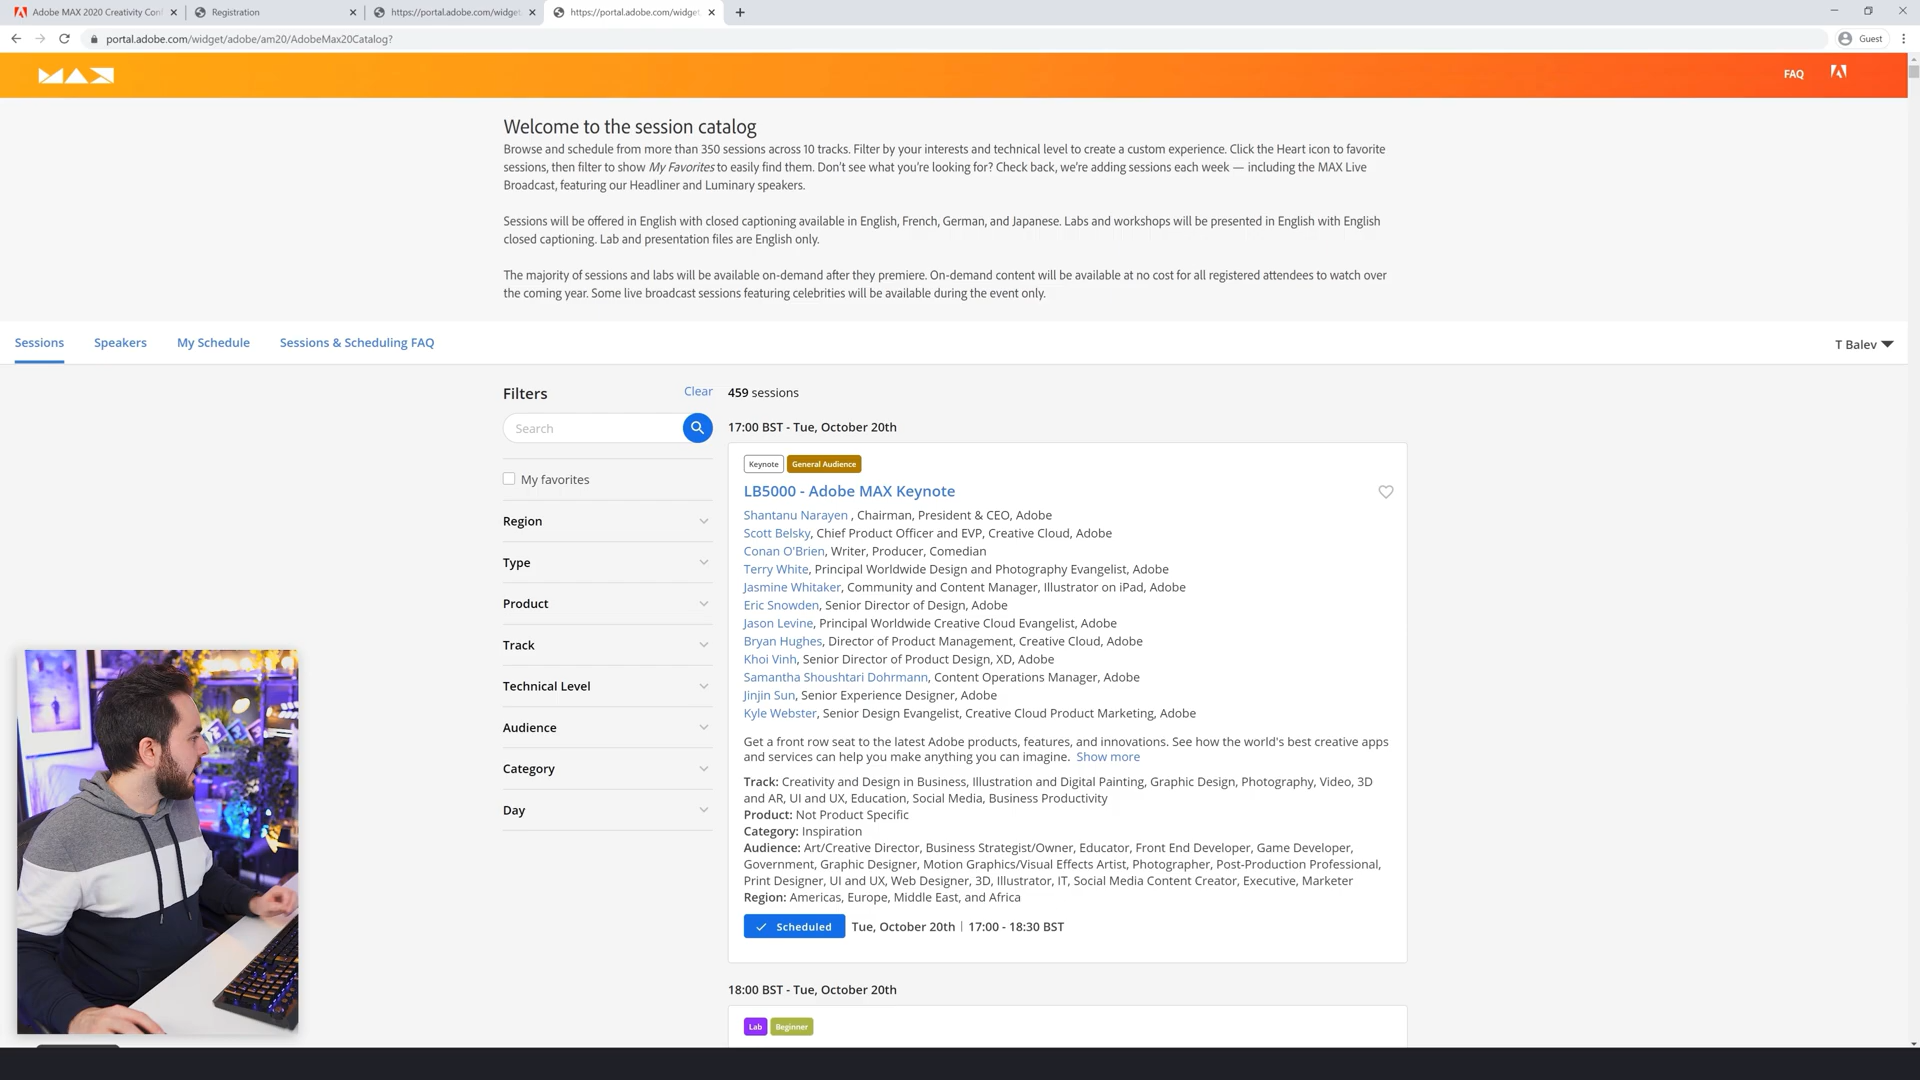 Adobe MAX 2020 Creativity Con
Registration
https://portal.adobe.com/widget
https://portal.adobe.com/widge
portal.adobe.com/widget/adobe/am20/AdobeMax20Catalog?
Guest
MAX
FAQ
Welcome to the session catalog
Browse and schedule from more than 350 sessions across 10 tracks. Filter by your interests and technical level to create a custom experience. Click the Heart icon to favorite
sessions, then filter to show My Favorites to easily find them. Don't see what you're looking for? Check back, we're adding sessions each week — including the MAX Live
Broadcast, featuring our Headliner and Luminary speakers.
Sessions will be offered in English with closed captioning available in English, French, German, and Japanese. Labs and workshops will be presented in English with English
closed captioning. Lab and presentation files are English only.
The majority of sessions and labs will be available on-demand after they premiere. On-demand content will be available at no cost for all registered attendees to watch over
the coming year. Some live broadcast sessions featuring celebrities will be available during the event only.
Sessions
Speakers
My Schedule
Sessions & Scheduling FAQ
T Balev
Filters
Clear
Search
My favorites
Region
Type
Product
Track
Technical Level
Audience
Category
Day
459 sessions
17:00 BST - Tue, October 20th
Keynote
General Audience
LB5000 - Adobe MAX Keynote
Shantanu Narayen , Chairman, President & CEO, Adobe
Scott Belsky, Chief Product Officer and EVP, Creative Cloud, Adobe
Conan O'Brien, Writer, Producer, Comedian
Terry White, Principal Worldwide Design and Photography Evangelist, Adobe
Jasmine Whitaker, Community and Content Manager, Illustrator on iPad, Adobe
Eric Snowden, Senior Director of Design, Adobe
Jason Levine, Principal Worldwide Creative Cloud Evangelist, Adobe
Bryan Hughes, Director of Product Management, Creative Cloud, Adobe
Khoi Vinh, Senior Director of Product Design, XD, Adobe
Samantha Shoushtari Dohrmann, Content Operations Manager, Adobe
Jinjin Sun, Senior Experience Designer, Adobe
Kyle Webster, Senior Design Evangelist, Creative Cloud Product Marketing, Adobe
Get a front row seat to the latest Adobe products, features, and innovations. See how the world's best creative apps
and services can help you make anything you can imagine. Show more
Track: Creativity and Design in Business, Illustration and Digital Painting, Graphic Design, Photography, Video, 3D
and AR, UI and UX, Education, Social Media, Business Productivity
Product: Not Product Specific
Category: Inspiration
Audience: Art/Creative Director, Business Strategist/Owner, Educator, Front End Developer, Game Developer,
Government, Graphic Designer, Motion Graphics/Visual Effects Artist, Photographer, Post-Production Professional,
Print Designer, UI and UX, Web Designer, 3D, Illustrator, IT, Social Media Content Creator, Executive, Marketer
Region: Americas, Europe, Middle East, and Africa
Scheduled
Tue, October 20th | 17:00 - 18:30 BST
18:00 BST - Tue, October 20th
Lab
Beginner